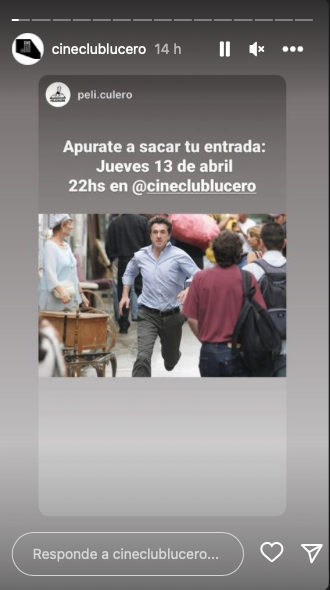 cineclublucero 14 h
peli.culero
Apurate a sacar tu entrada:
Jueves 13 de abril
22hs en @cineclublucero
Responde a cineclublucero...